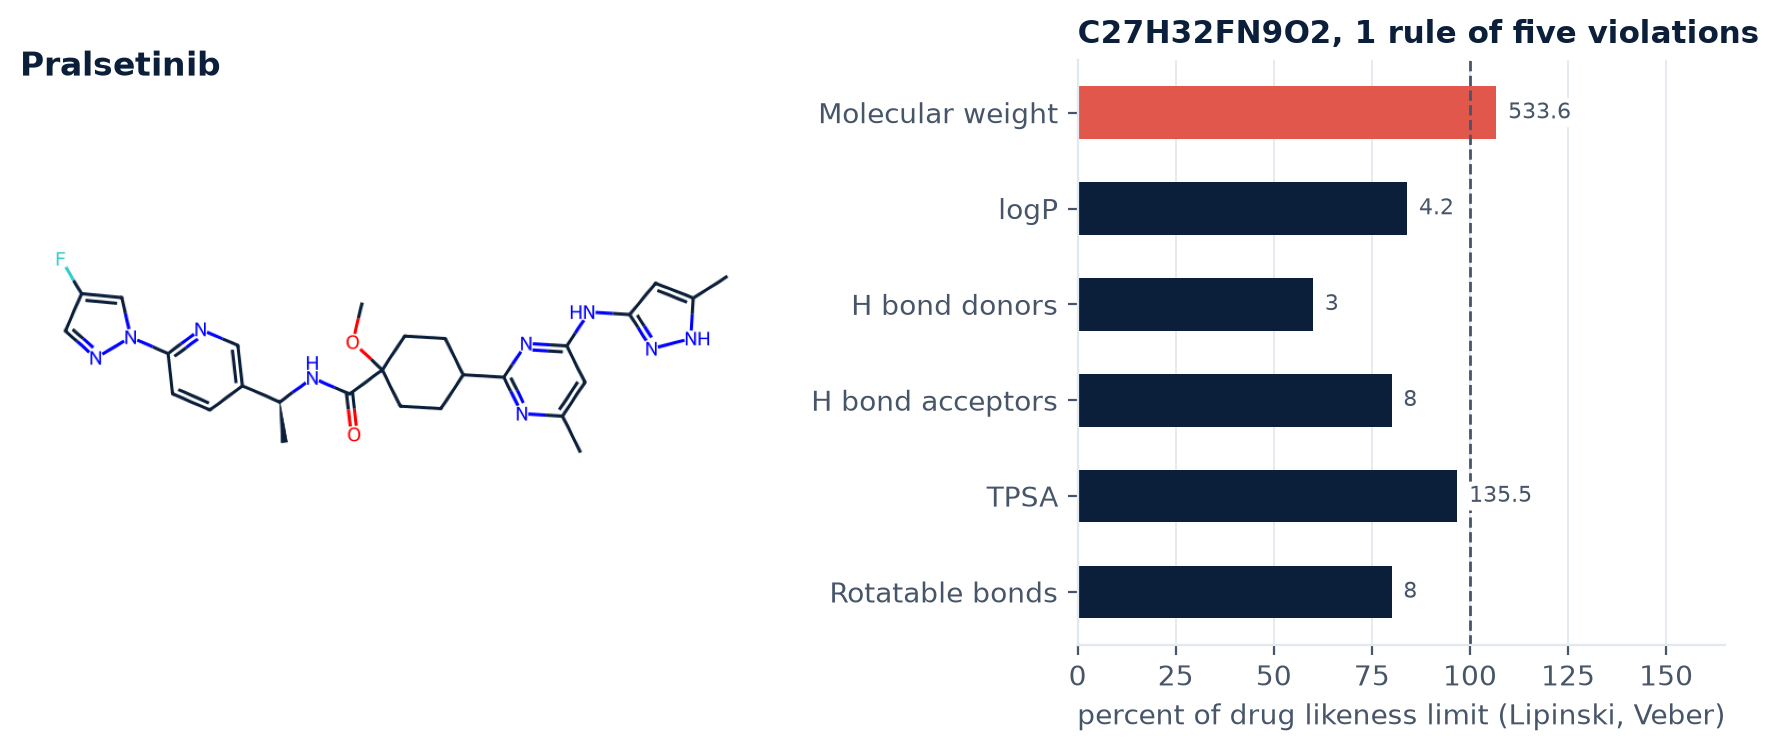 Pralsetinib
F
N
N
N
H
N
O
O
N
N
HN
N
NH
C27H32FN9O2, 1 rule of five violations
Molecular weight 533.6
logP 4.2
H bond donors 3
H bond acceptors 8
TPSA 135.5
Rotatable bonds 8
0 25 50 75 100 125 150
percent of drug likeness limit (Lipinski, Veber)